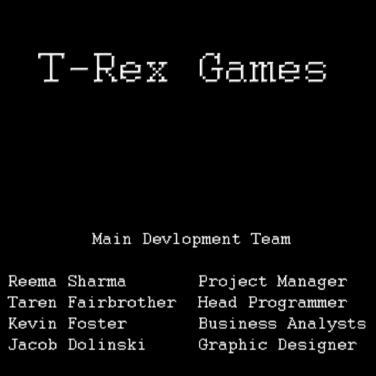 T-Rex Games
Main Devlopment Team
Reema Sharma Project Manager
Taren Fairbrother Head Programmer
Kevin Foster Business Analysts
Jacob Dolinski Graphic Designer